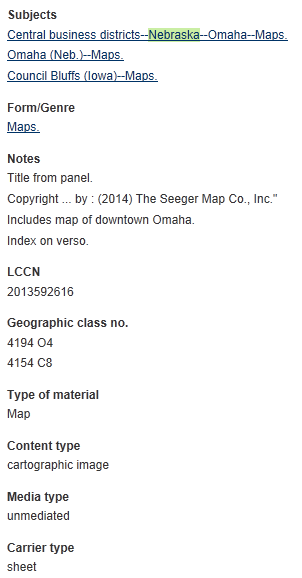 Subjects
Central business districts--Nebraska--Omaha--Maps.
Omaha (Neb.)--Maps.
Council Bluffs (Iowa)--Maps.
Form/Genre
Maps.
Notes
Title from panel.
Copyright ... by : (2014) The Seeger Map Co., Inc."
Includes map of downtown Omaha.
Index on verso.
LCCN
2013592616
Geographic class no.
4194 O4
4154 C8
Type of material
Map
Content type
cartographic image
Media type
unmediated
Carrier type
sheet